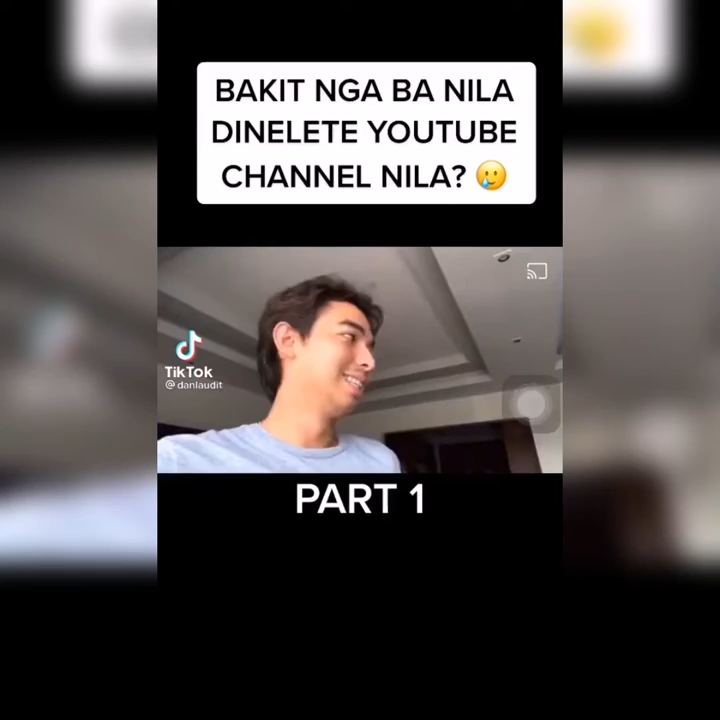 BAKIT NGA BA NILA
DINELETE YOUTUBE
CHANNEL NILA? 🥲
TikTok
@danlaudit
PART 1